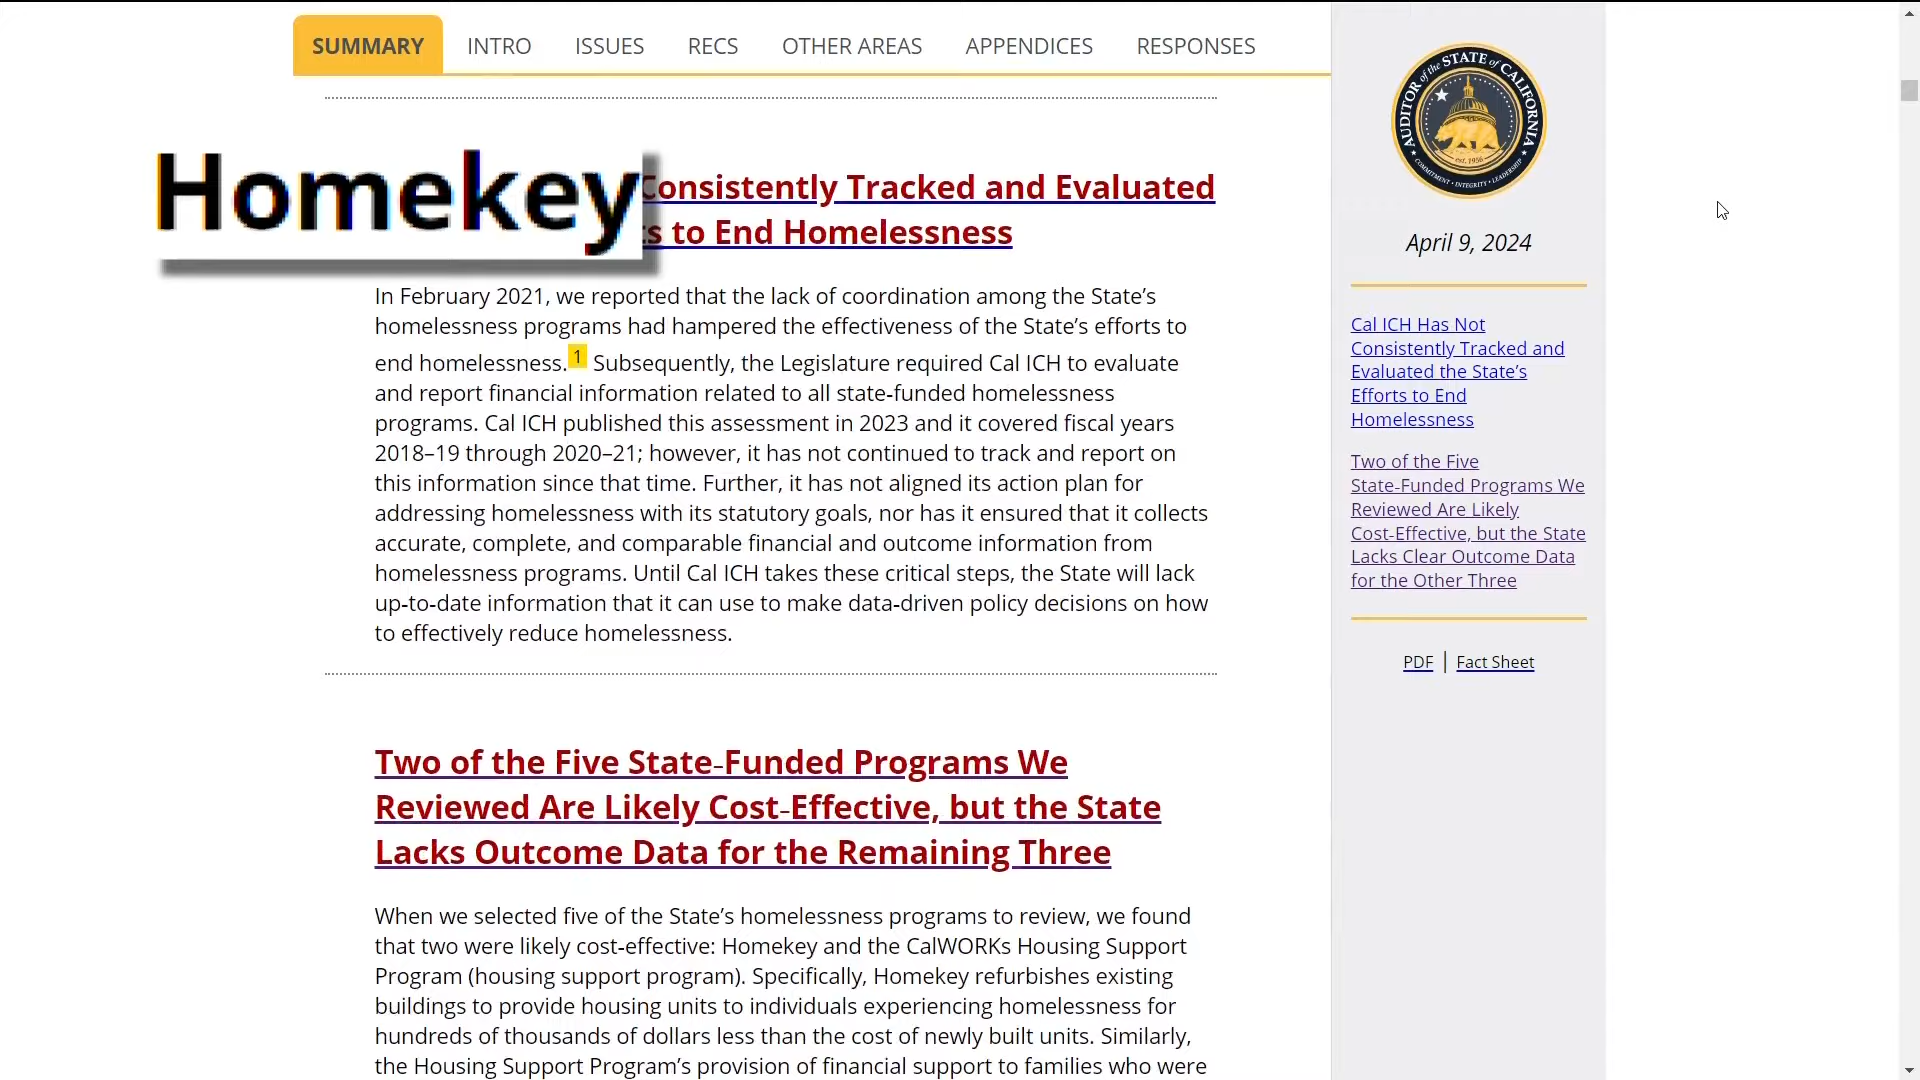 SUMMARY INTRO ISSUES RECS OTHER AREAS APPENDICES RESPONSES
Homekey
Consistently Tracked and Evaluated
s to End Homelessness
In February 2021, we reported that the lack of coordination among the State’s
homelessness programs had hampered the effectiveness of the State’s efforts to
end homelessness.1 Subsequently, the Legislature required Cal ICH to evaluate
and report financial information related to all state-funded homelessness
programs. Cal ICH published this assessment in 2023 and it covered fiscal years
2018–19 through 2020–21; however, it has not continued to track and report on
this information since that time. Further, it has not aligned its action plan for
addressing homelessness with its statutory goals, nor has it ensured that it collects
accurate, complete, and comparable financial and outcome information from
homelessness programs. Until Cal ICH takes these critical steps, the State will lack
up-to-date information that it can use to make data-driven policy decisions on how
to effectively reduce homelessness.
Two of the Five State-Funded Programs We
Reviewed Are Likely Cost-Effective, but the State
Lacks Outcome Data for the Remaining Three
When we selected five of the State’s homelessness programs to review, we found
that two were likely cost-effective: Homekey and the CalWORKs Housing Support
Program (housing support program). Specifically, Homekey refurbishes existing
buildings to provide housing units to individuals experiencing homelessness for
hundreds of thousands of dollars less than the cost of newly built units. Similarly,
the Housing Support Program’s provision of financial support to families who were
AUDITOR of the STATE of CALIFORNIA
est. 1956
COMMITMENT • INTEGRITY • LEADERSHIP
April 9, 2024
Cal ICH Has Not
Consistently Tracked and
Evaluated the State’s
Efforts to End
Homelessness
Two of the Five
State-Funded Programs We
Reviewed Are Likely
Cost-Effective, but the State
Lacks Clear Outcome Data
for the Other Three
PDF | Fact Sheet